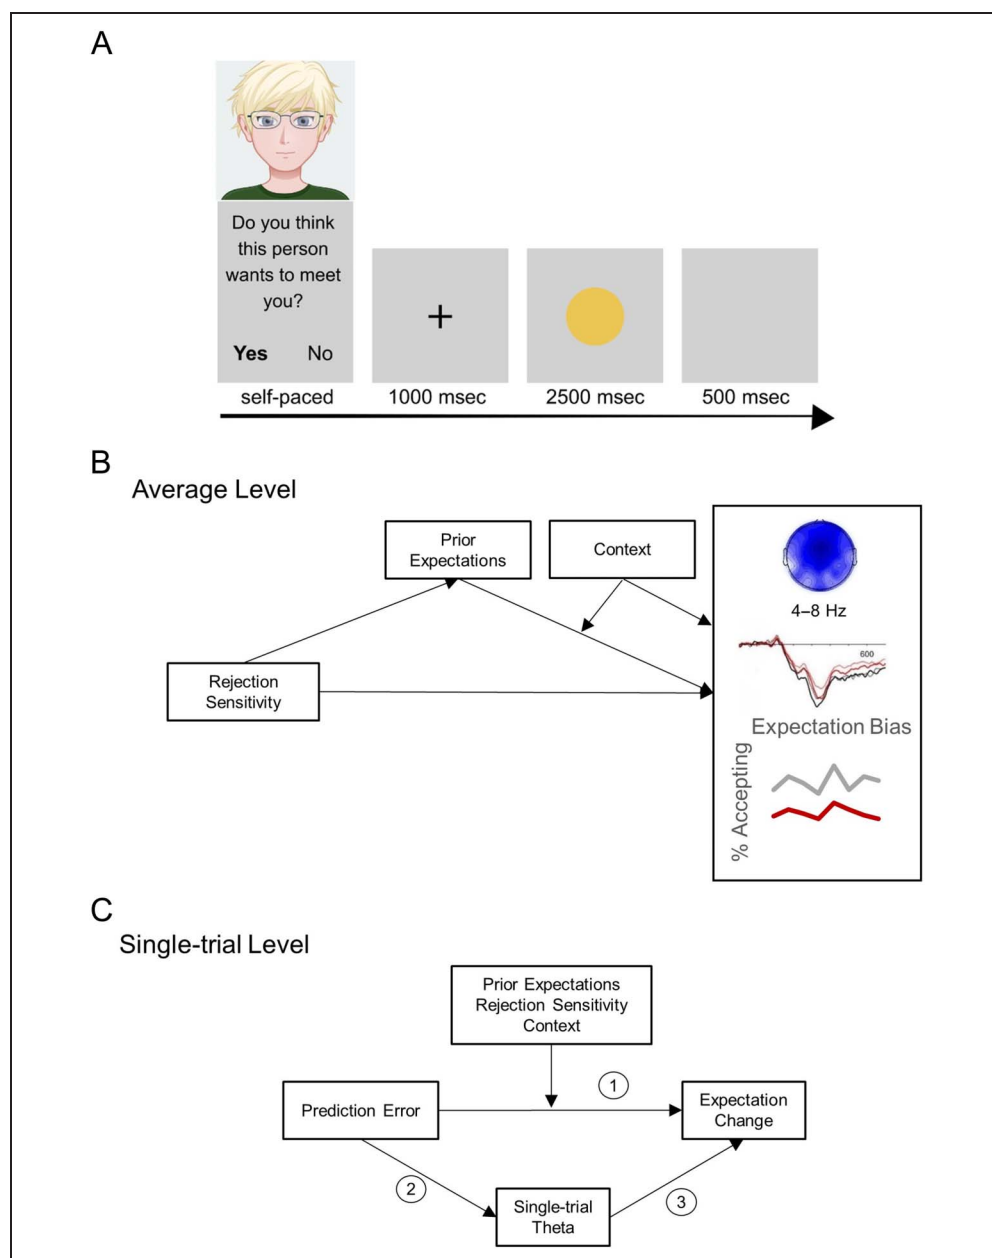 A
Do you think
this person
wants to meet
you?
Yes No
self-paced 1000 msec 2500 msec 500 msec
B
Average Level
Prior
Expectations
Context
4–8 Hz
600
Rejection
Sensitivity
Expectation Bias
% Accepting
C
Single-trial Level
Prior Expectations
Rejection Sensitivity
Context
1
Prediction Error
Expectation
Change
2
3
Single-trial
Theta